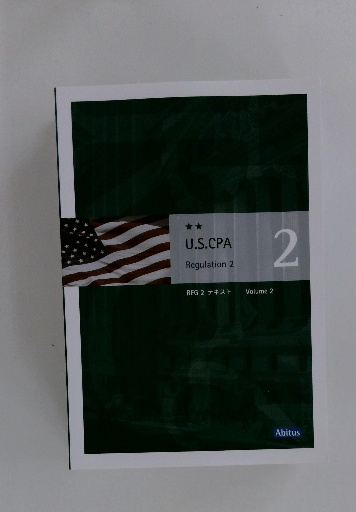 ★★
U.S.CPA
Regulation 2
2
REG 2 テキスト Volume 2
Abitus